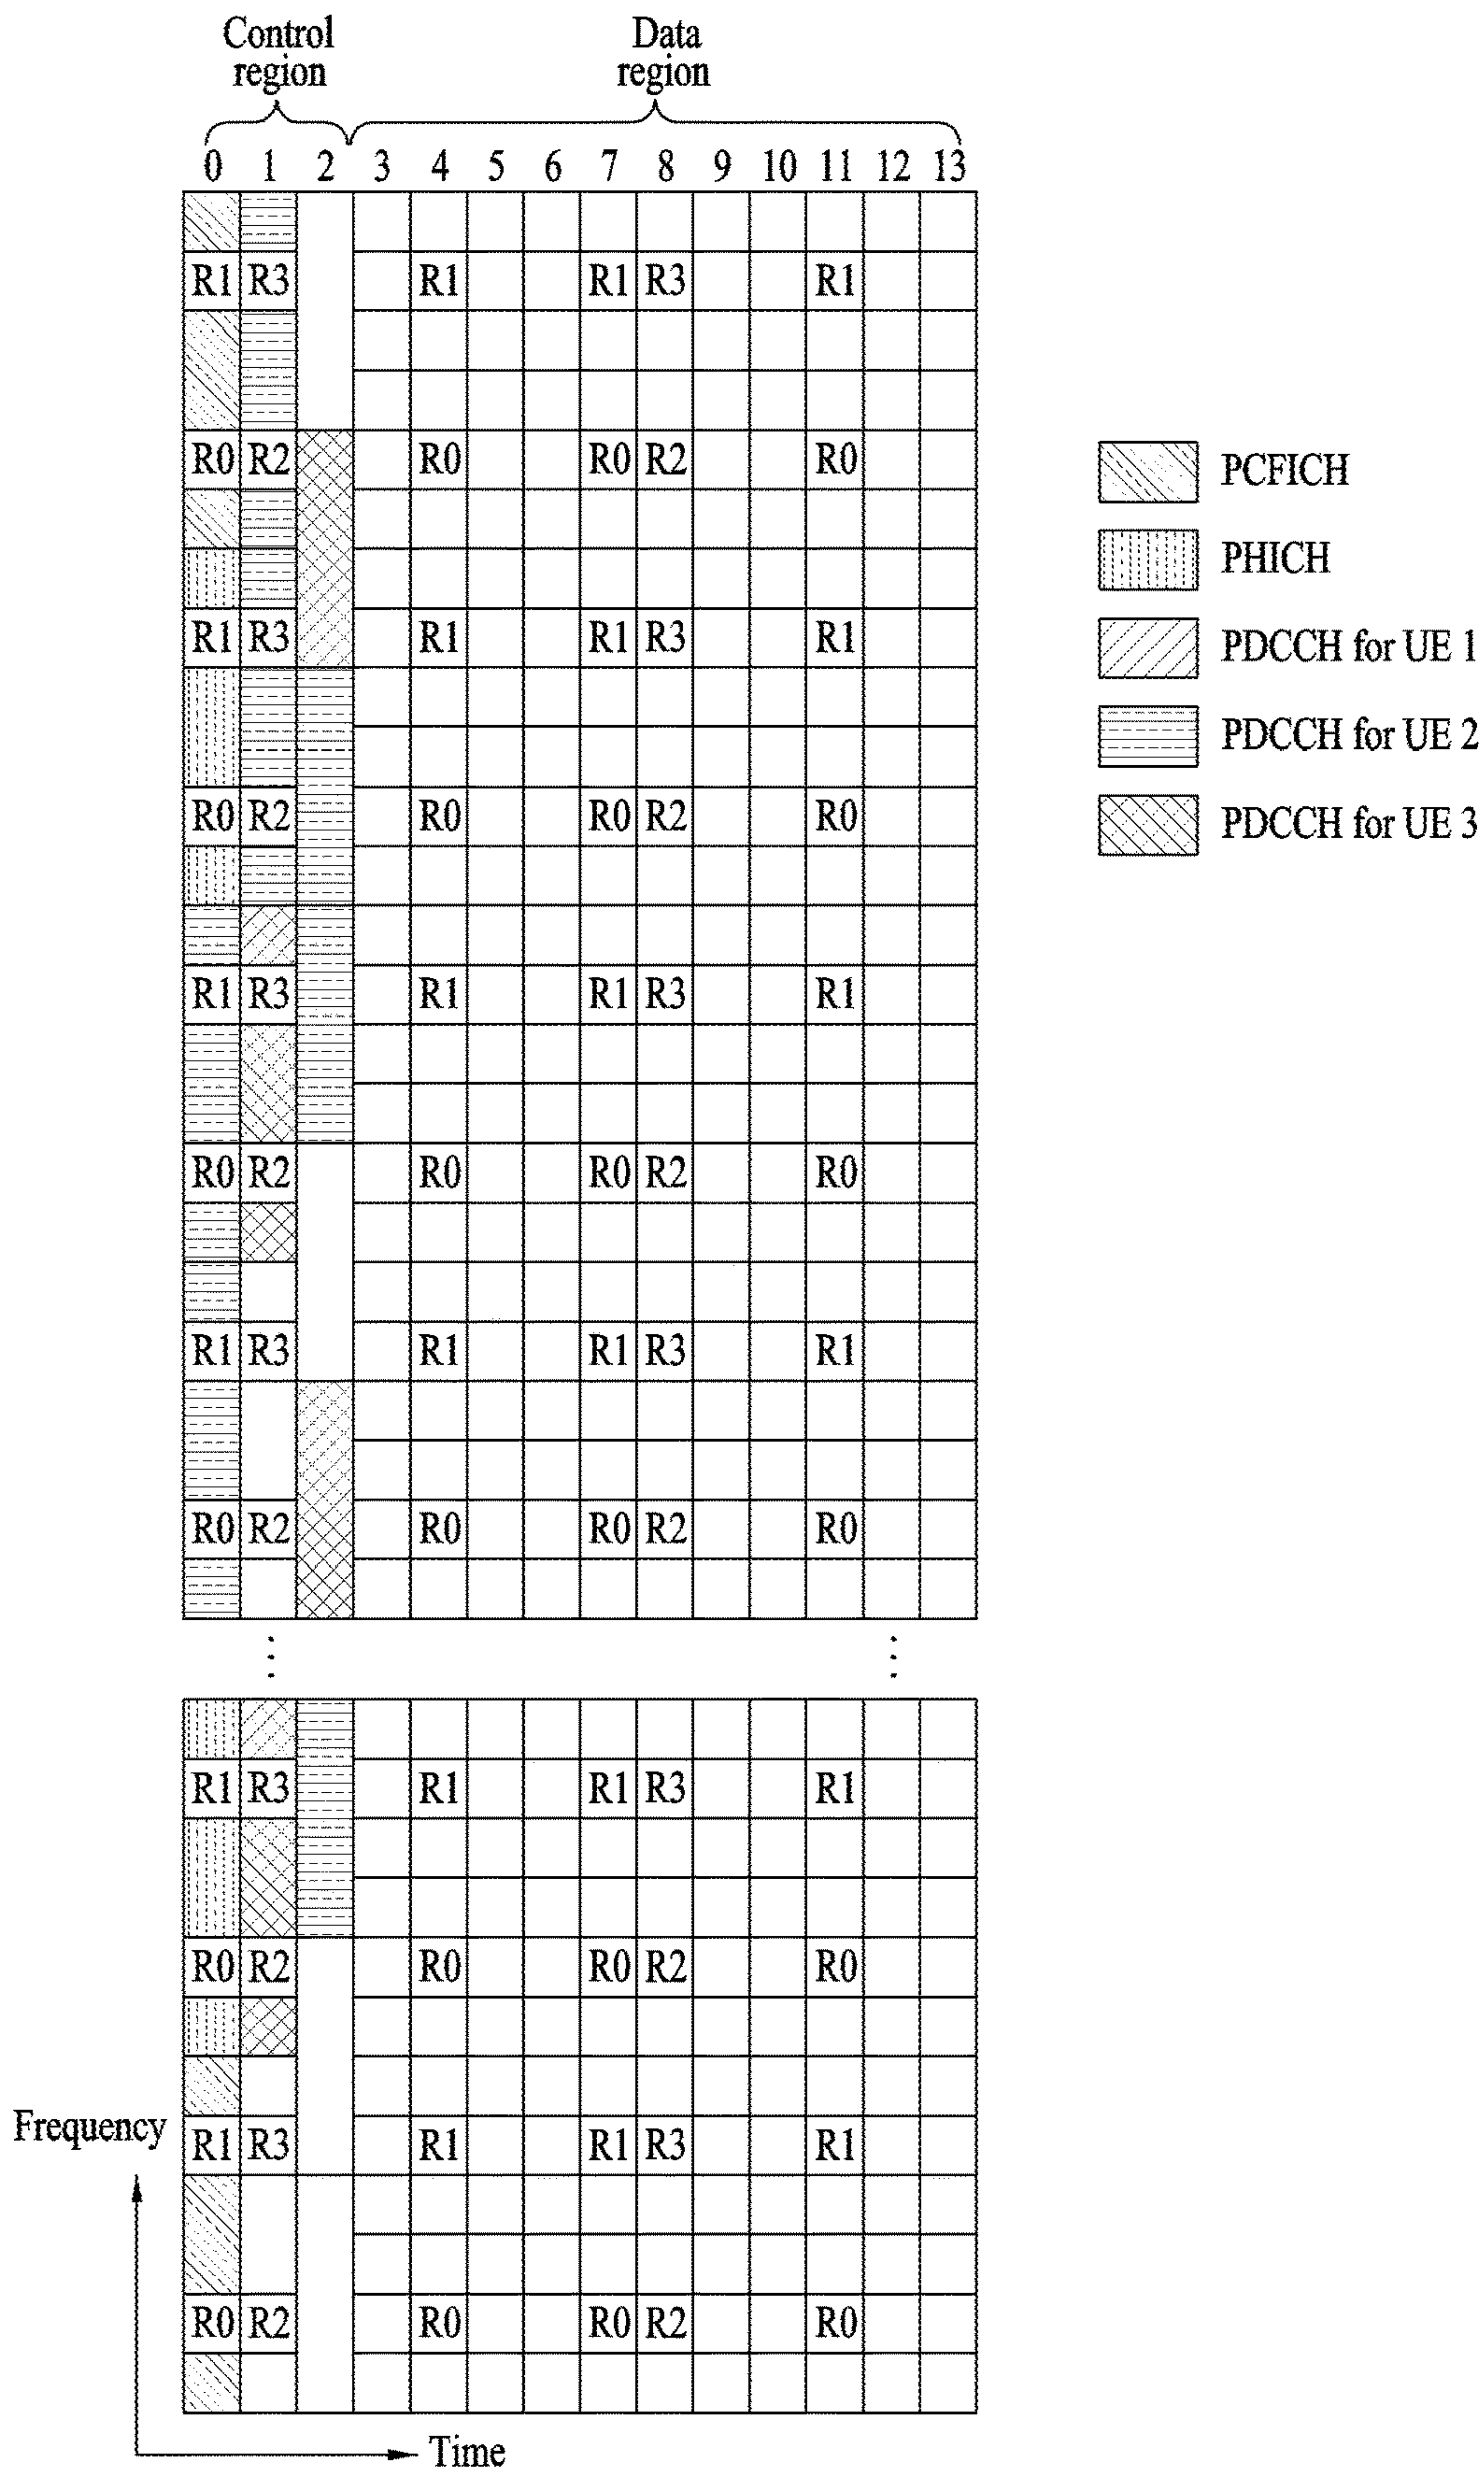 Control
region
Data
region
0 1 2 3 4 5 6 7 8 9 10 11 12 13
R1 R3 R1 R1 R3 R1
R0 R2 R0 R0 R2 R0
PCFICH
PHICH
R1 R3 R1 R1 R3 R1
PDCCH for UE 1
PDCCH for UE 2
R0 R2 R0 R0 R2 R0
PDCCH for UE 3
R1 R3 R1 R1 R3 R1
R0 R2 R0 R0 R2 R0
R1 R3 R1 R1 R3 R1
R0 R2 R0 R0 R2 R0
R1 R3 R1 R1 R3 R1
R0 R2 R0 R0 R2 R0
Frequency
R1 R3 R1 R1 R3 R1
R0 R2 R0 R0 R2 R0
Time